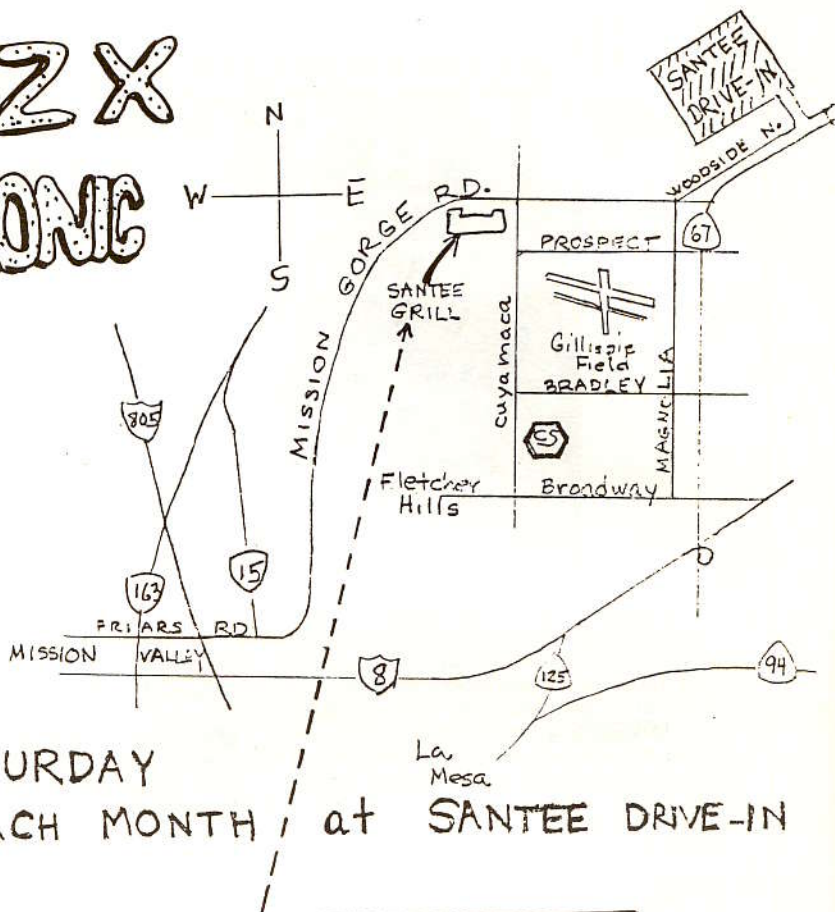 ZX
ONIC
N
W
E
S
SANTEE
DRIVE-IN
WOODSIDE N.
MISSION GORGE RD.
67
PROSPECT
SANTEE
GRILL
CUYAMACA
Gillispie
Field
BRADLEY
MAGNOLIA
CS
805
Fletcher
Hills
Broadway
163
15
FRIARS RD
MISSION VALLEY
8
125
94
La
Mesa
URDAY
ACH MONTH at SANTEE DRIVE-IN